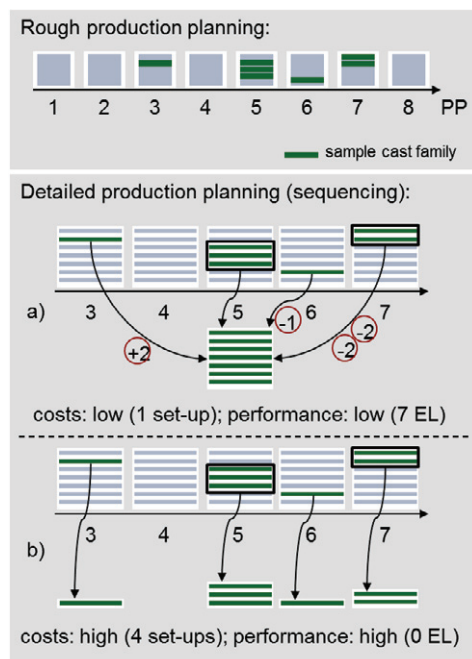 Rough production planning:
1 2 3 4 5 6 7 8 PP
sample cast family
Detailed production planning (sequencing):
a) 3 4 5 6 7
-1
+2 -2 -2
costs: low (1 set-up); performance: low (7 EL)
3 4 5 6 7
b)
costs: high (4 set-ups); performance: high (0 EL)